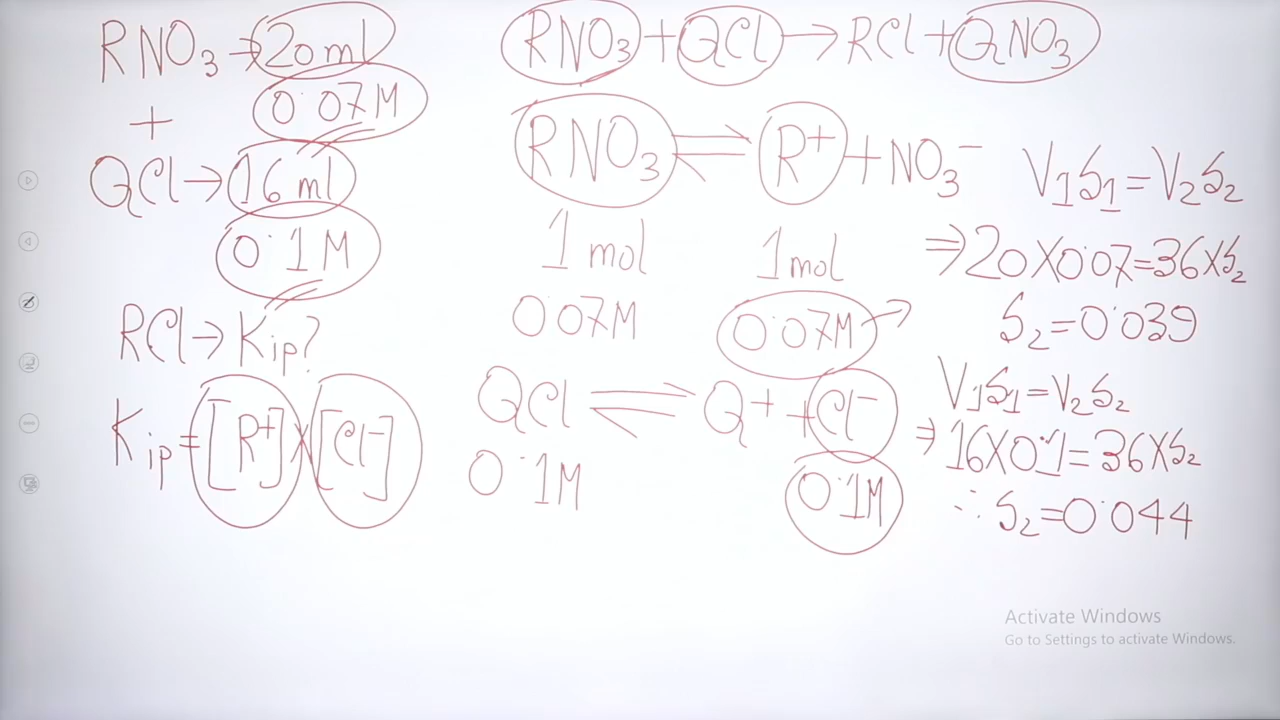 RNO₃ → 20 ml
0·07M
+
QCl → 16 ml
0·1M
RCl → Kip?
Kip = [R⁺] × [Cl⁻]
RNO₃ + QCl → RCl + QNO₃
RNO₃ ⇌ R⁺ + NO₃⁻
1 mol 1 mol
0·07M 0·07M
QCl ⇌ Q⁺ + Cl⁻
0·1M 0·1M
V₁S₁ = V₂S₂
⇒ 20×0·07 = 36×S₂
S₂ = 0·039
V₁S₁ = V₂S₂
⇒ 16×0·1 = 36×S₂
∴ S₂ = 0·044
Activate Windows
Go to Settings to activate Windows.